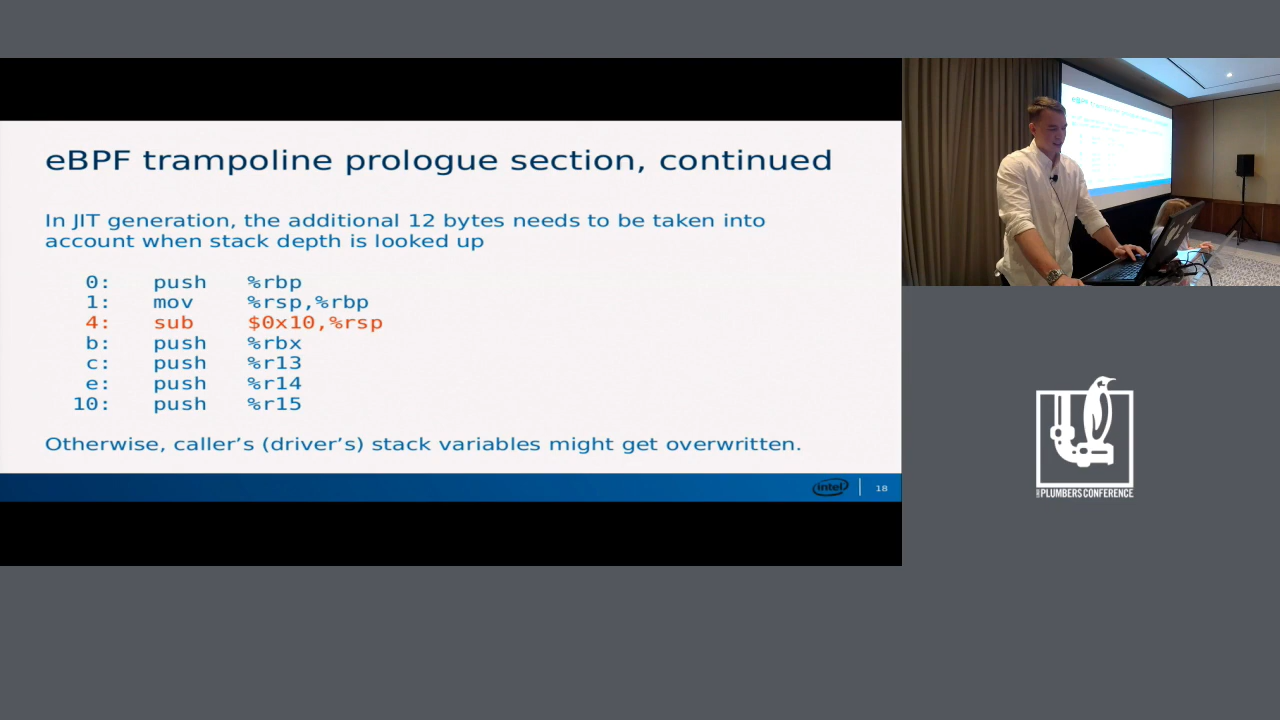 eBPF trampoline prologue section, continued
In JIT generation, the additional 12 bytes needs to be taken into
account when stack depth is looked up
0: push %rbp
1: mov %rsp,%rbp
4: sub $0x10,%rsp
b: push %rbx
c: push %r13
e: push %r14
10: push %r15
Otherwise, caller's (driver's) stack variables might get overwritten.
intel
18
PLUMBERS CONFERENCE